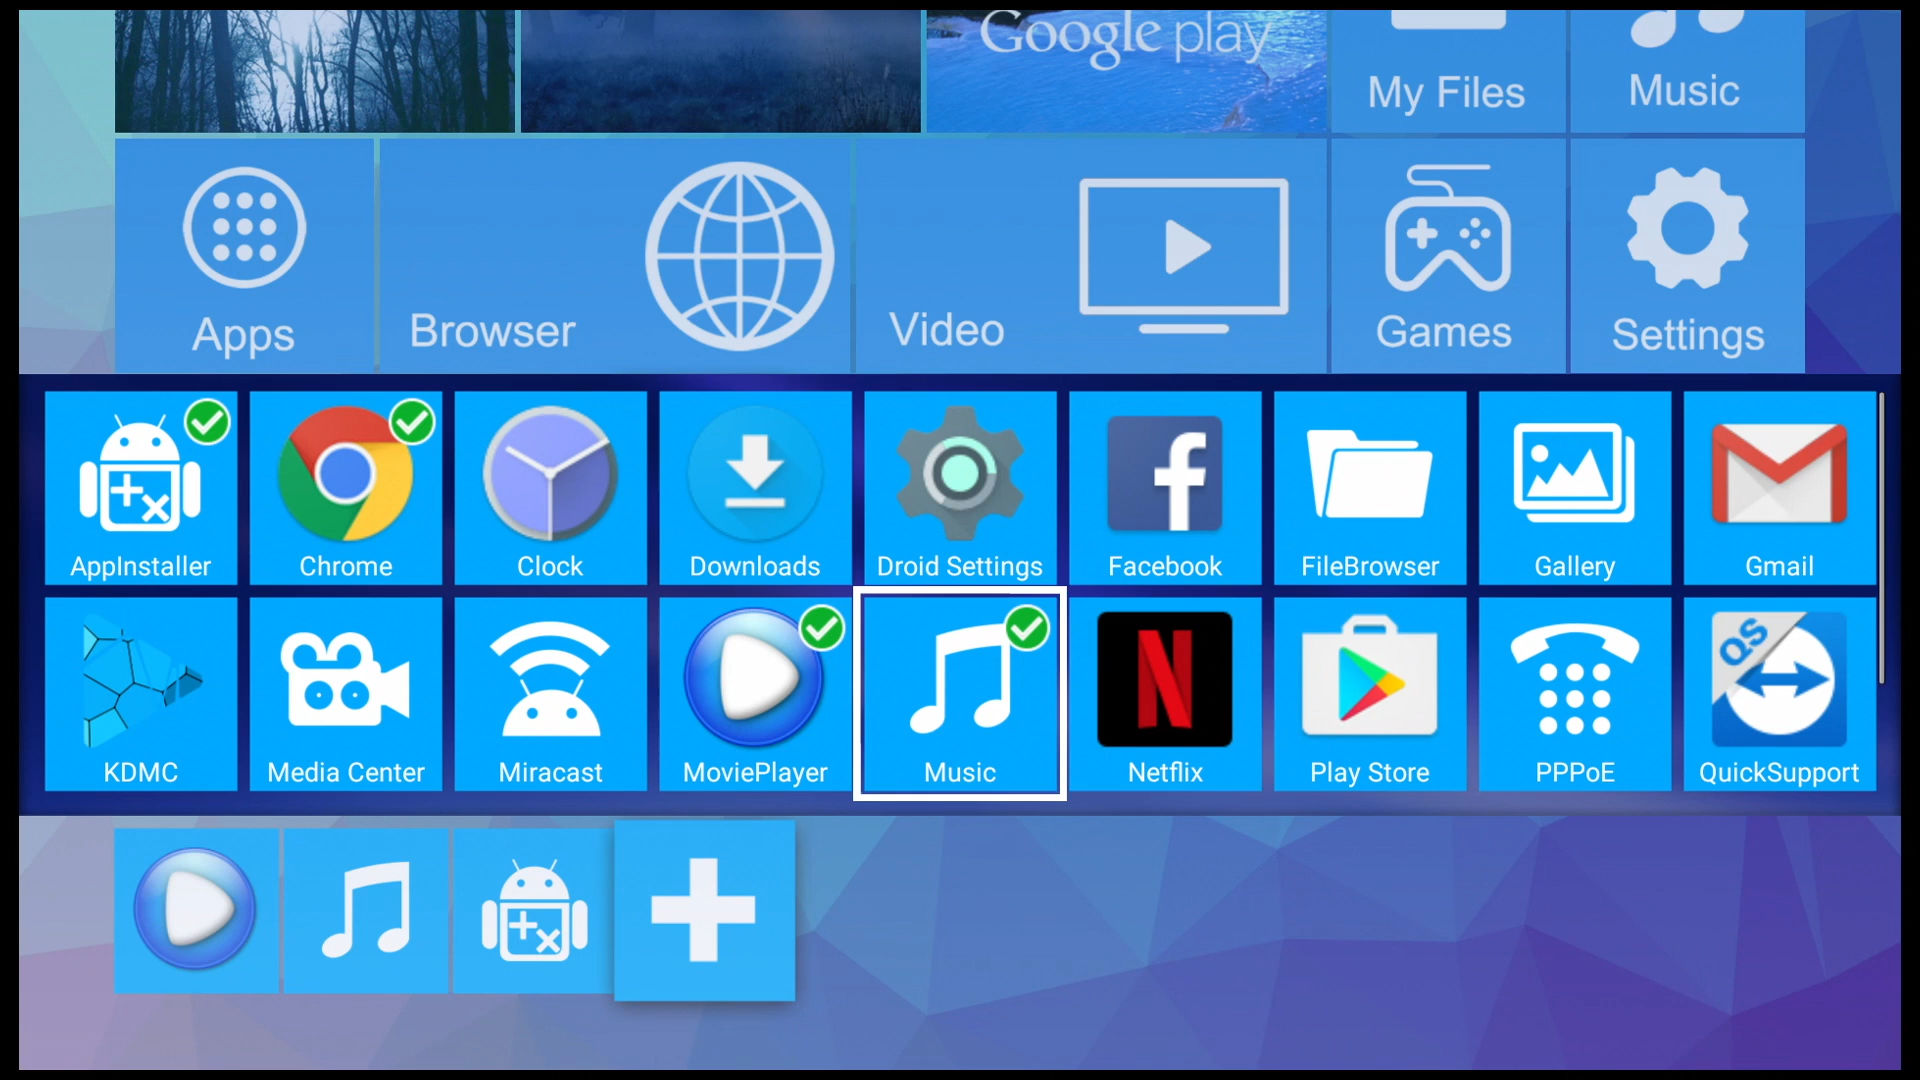 Google play
My Files
Music
Apps
Browser
Video
Games
Settings
AppInstaller
Chrome
Clock
Downloads
Droid Settings
Facebook
FileBrowser
Gallery
Gmail
KDMC
Media Center
Miracast
MoviePlayer
Music
Netflix
Play Store
PPPoE
QS
QuickSupport